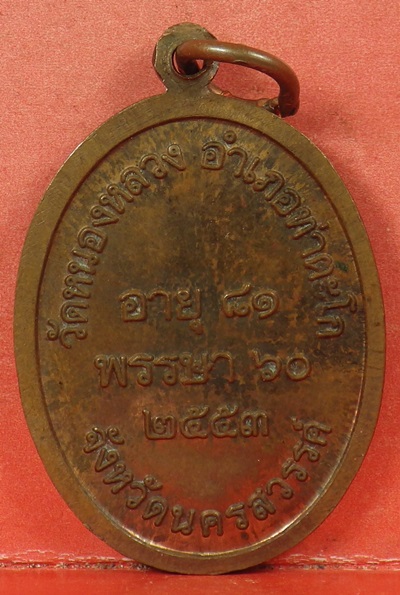 วัดหนองหลวง อำเภอท่าตะโก
อายุ ๘๑
พรรษา ๖๐
๒๕๕๓
จังหวัดนครสวรรค์